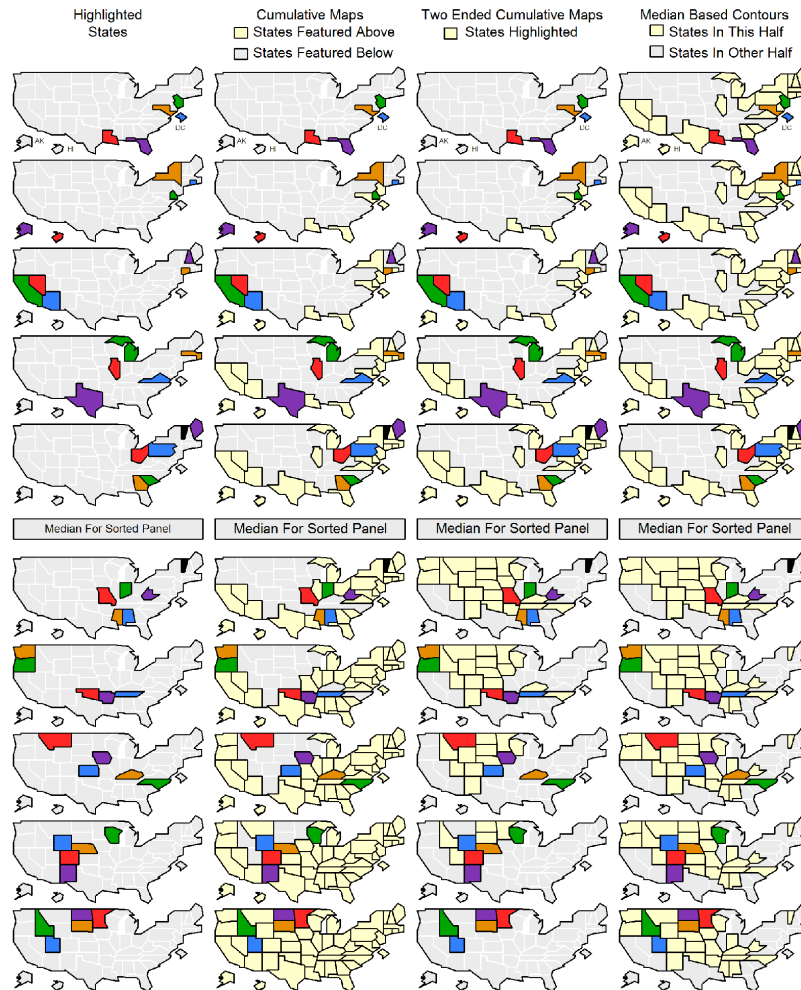 Highlighted
States
Cumulative Maps
States Featured Above
States Featured Below
Two Ended Cumulative Maps
States Highlighted
Median Based Contours
States In This Half
States In Other Half
AK
HI
DC
AK
HI
DC
AK
HI
DC
AK
HI
DC
Median For Sorted Panel
Median For Sorted Panel
Median For Sorted Panel
Median For Sorted Panel